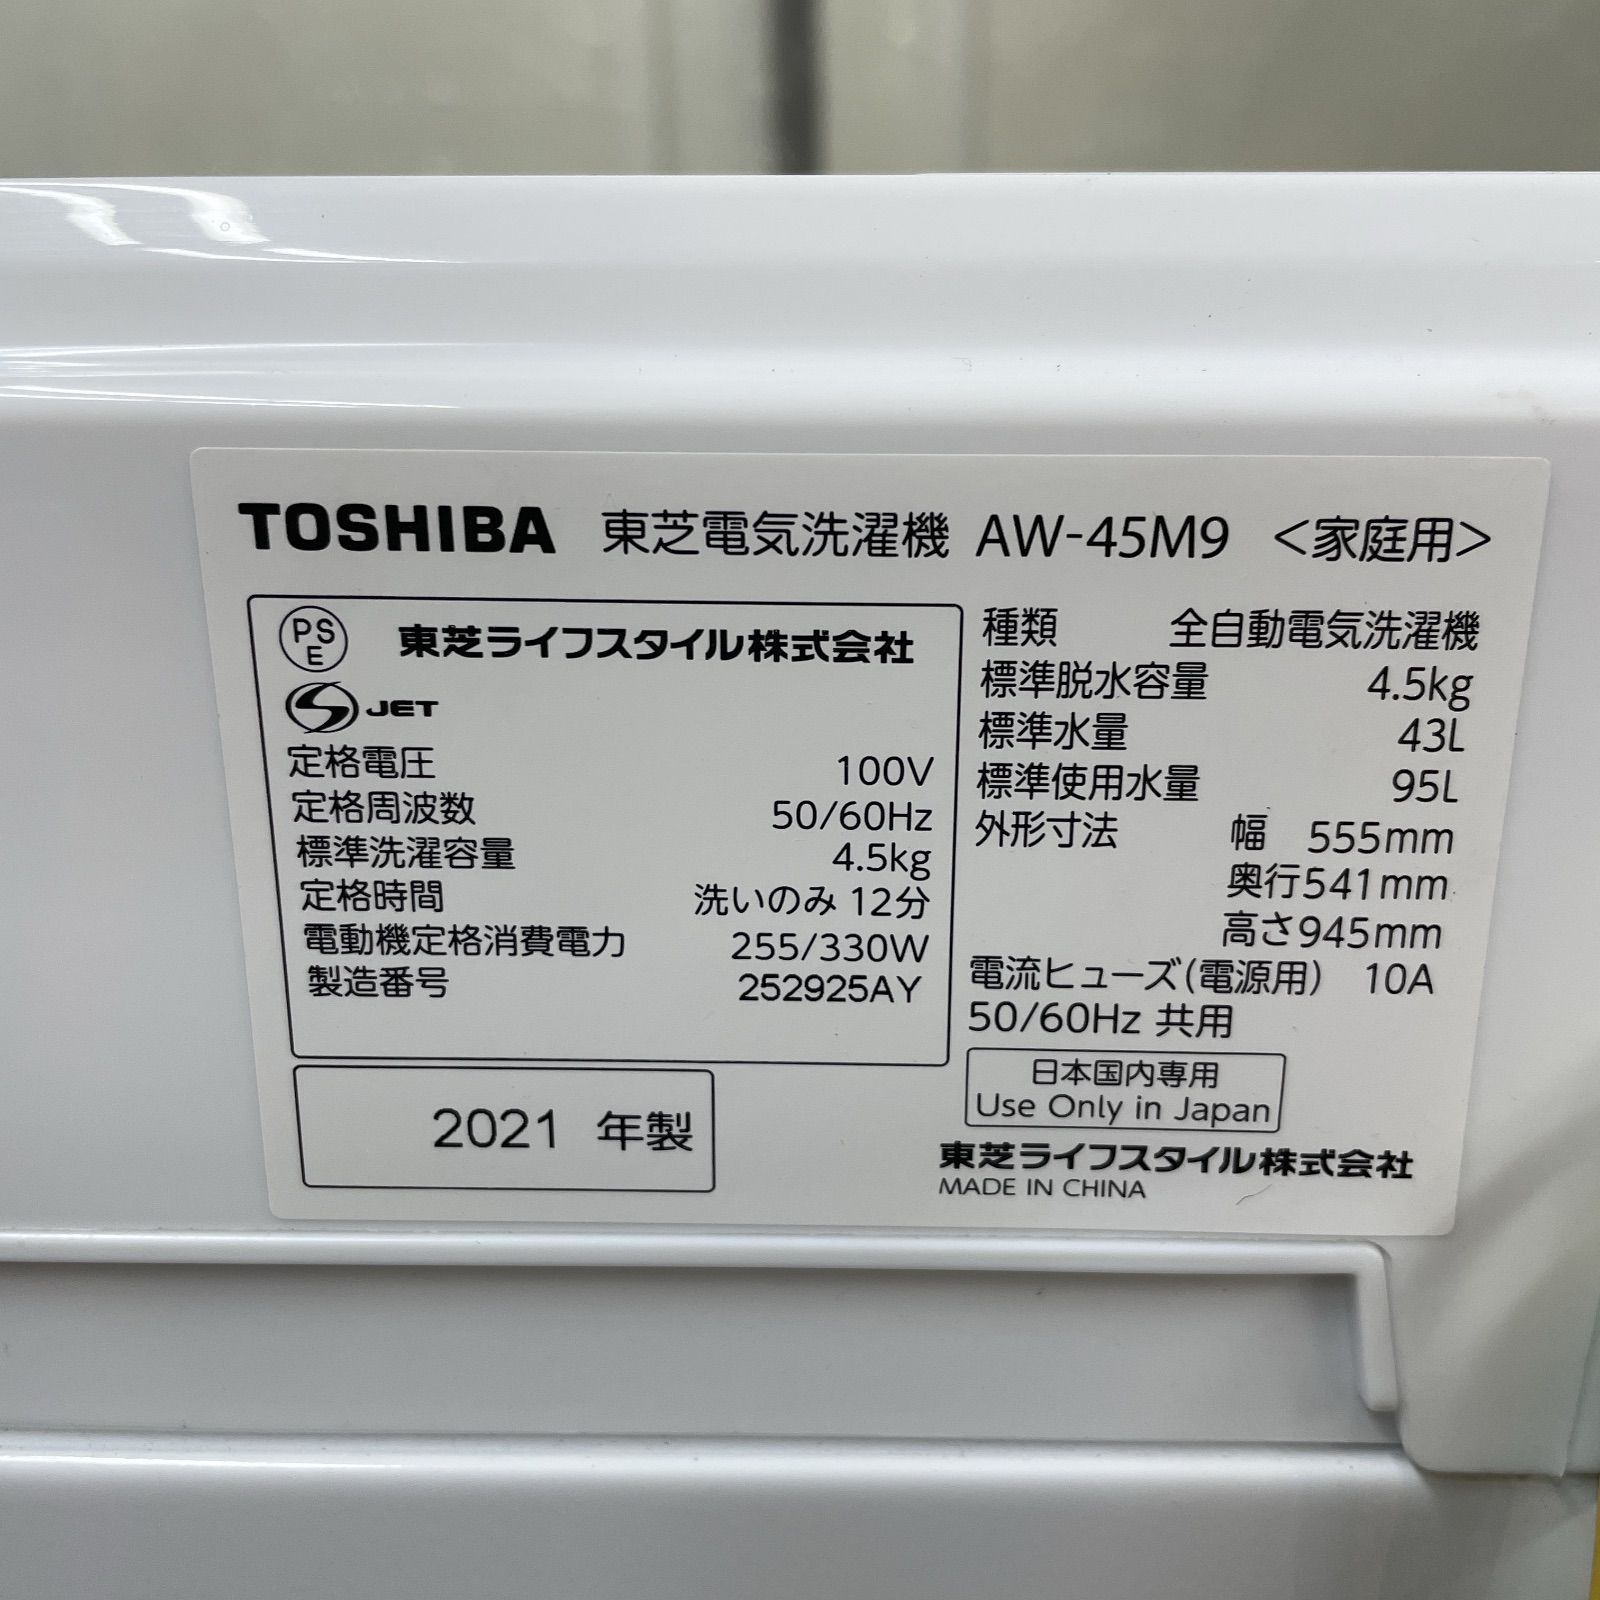 TOSHIBA 東芝電気洗濯機 AW-45M9 <家庭用>
PS
E
東芝ライフスタイル株式会社
S JET
定格電圧 100V
定格周波数 50/60Hz
標準洗濯容量 4.5kg
定格時間 洗いのみ 12分
電動機定格消費電力 255/330W
製造番号 252925AY
2021 年製
種類 全自動電気洗濯機
標準脱水容量 4.5kg
標準水量 43L
標準使用水量 95L
外形寸法 幅 555mm
奥行541mm
高さ945mm
電流ヒューズ(電源用) 10A
50/60Hz 共用
日本国内専用
Use Only in Japan
東芝ライフスタイル株式会社
MADE IN CHINA